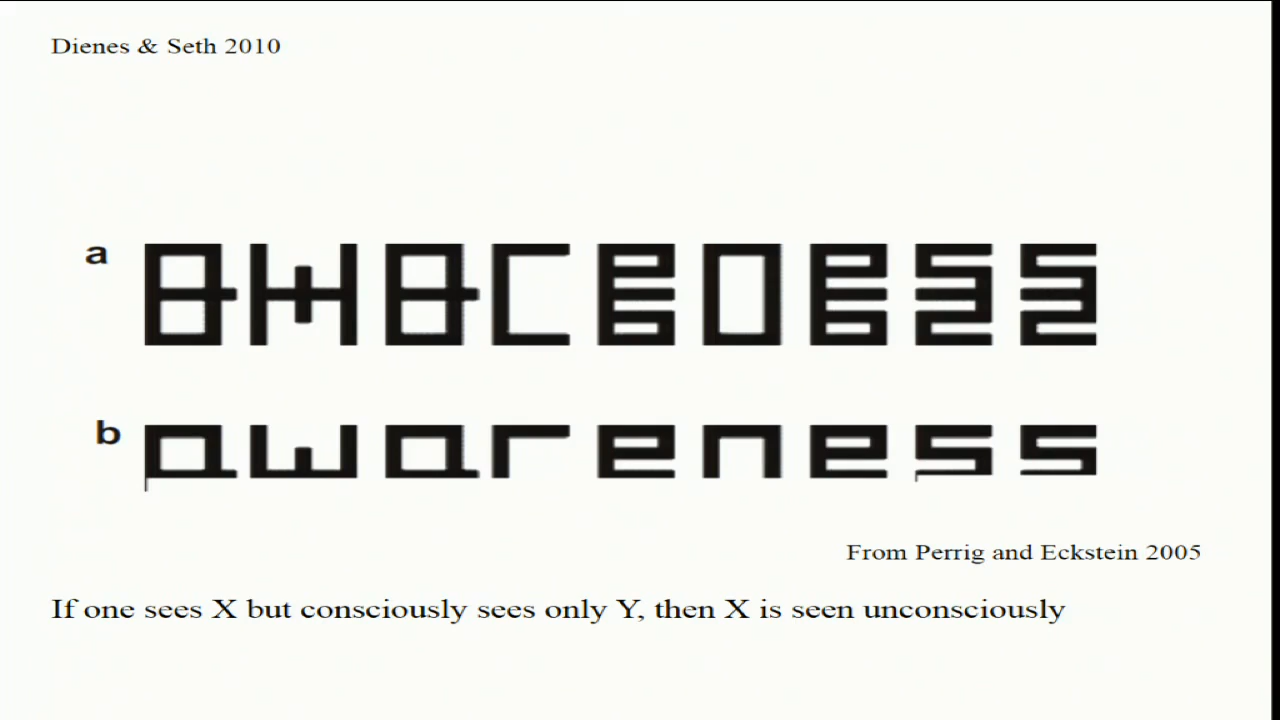 Dienes & Seth 2010
a
b awareness
From Perrig and Eckstein 2005
If one sees X but consciously sees only Y, then X is seen unconsciously